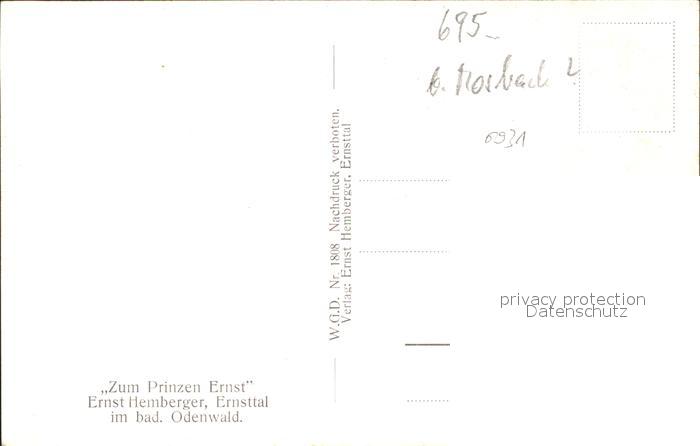 695.-
b. Mosbach ?
6931
W.G.D. Nr. 1808 Nachdruck verboten.
Verlag: Ernst Hemberger, Ernsttal
privacy protection
Datenschutz
„Zum Prinzen Ernst”
Ernst Hemberger, Ernsttal
im bad. Odenwald.